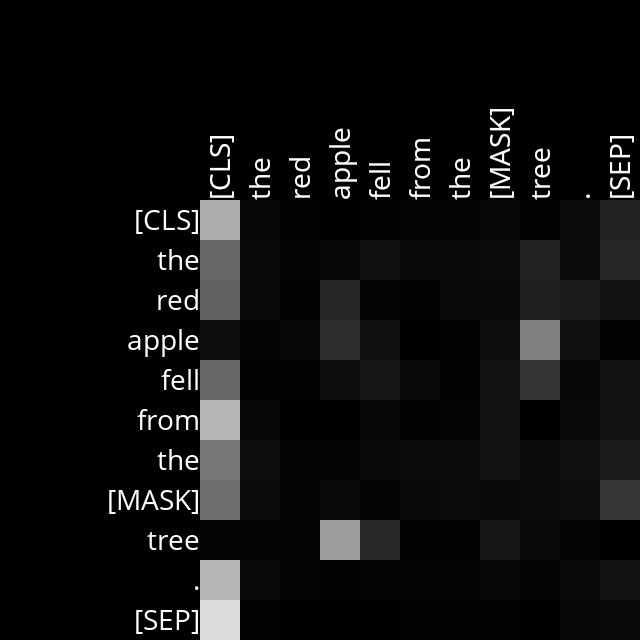 [CLS] the red apple fell from the [MASK] tree . [SEP]
[CLS]
the
red
apple
fell
from
the
[MASK]
tree
.
[SEP]